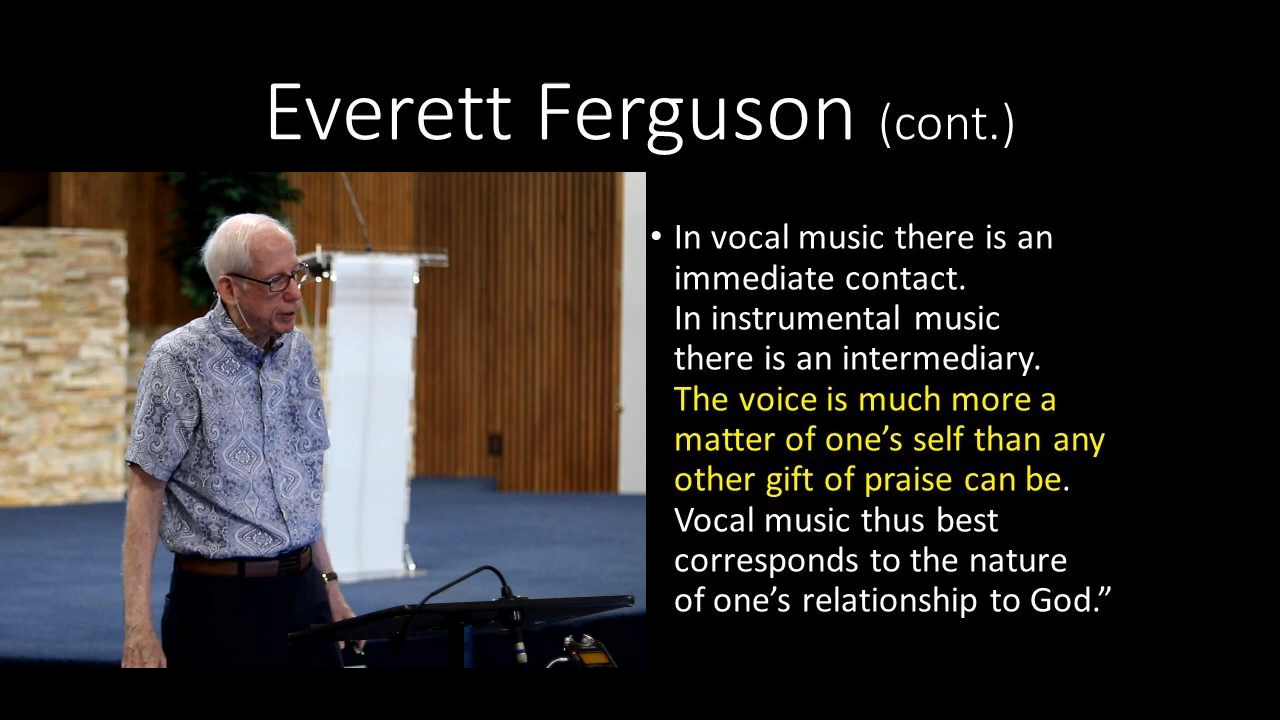 Everett Ferguson (cont.)
• In vocal music there is an
immediate contact.
In instrumental music
there is an intermediary.
The voice is much more a
matter of one’s self than any
other gift of praise can be.
Vocal music thus best
corresponds to the nature
of one’s relationship to God.”